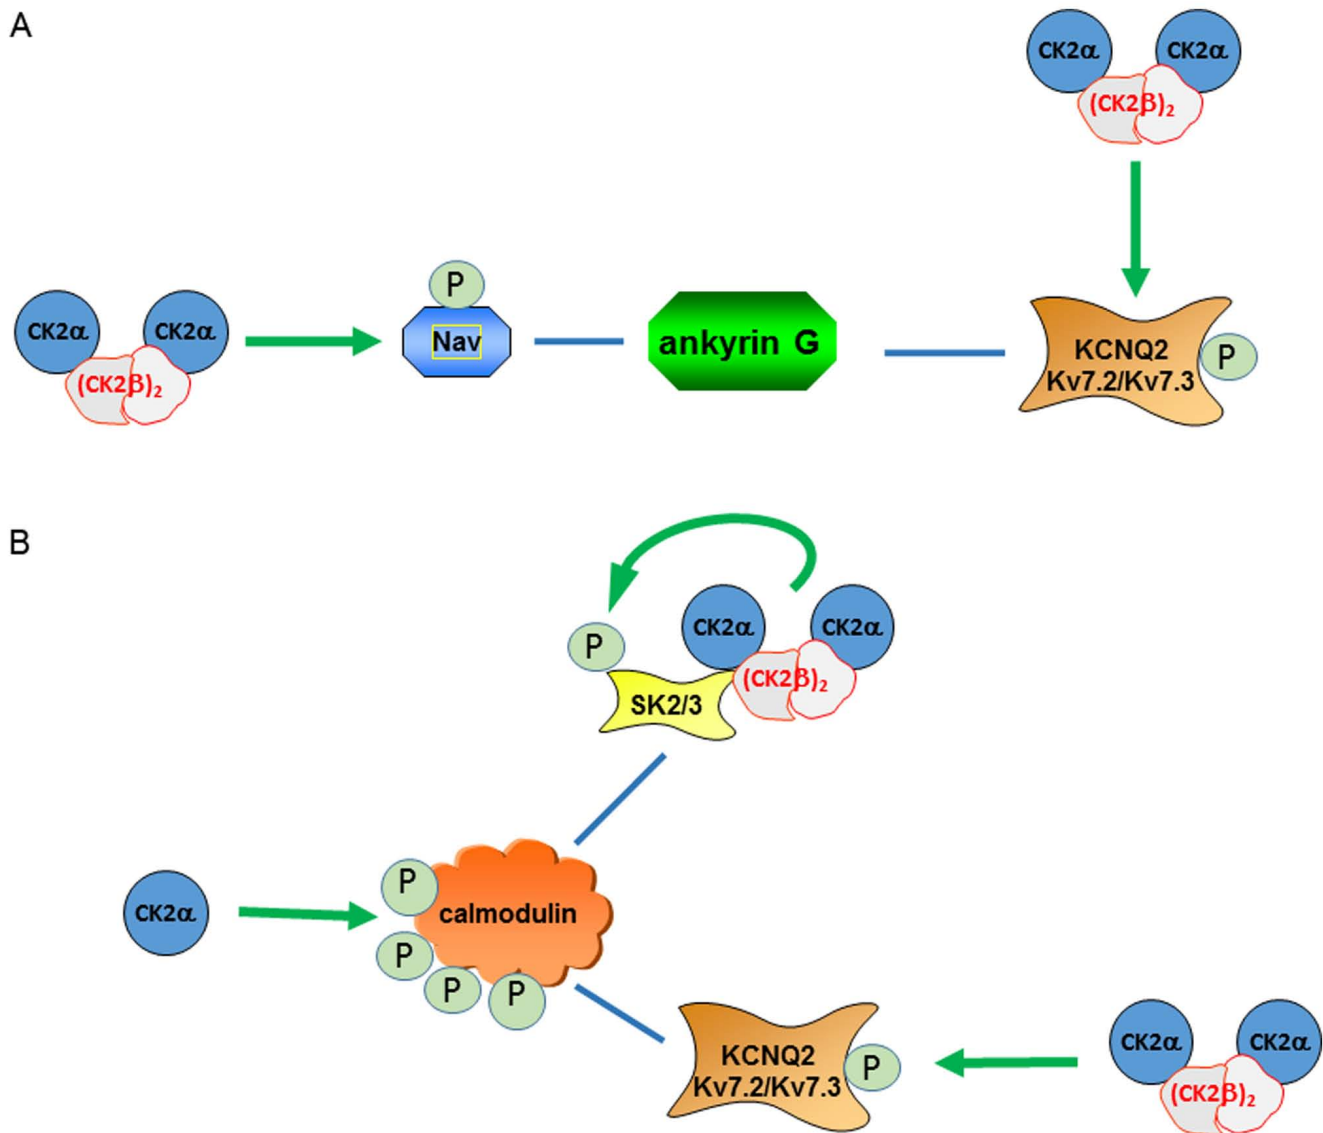 A
CK2α CK2α
(CK2β)₂
P
CK2α CK2α
(CK2β)₂
Nav
ankyrin G
KCNQ2
Kv7.2/Kv7.3
P
B
CK2α CK2α
(CK2β)₂
P
SK2/3
CK2α
P
calmodulin
P
P
P
KCNQ2
Kv7.2/Kv7.3
P
CK2α CK2α
(CK2β)₂